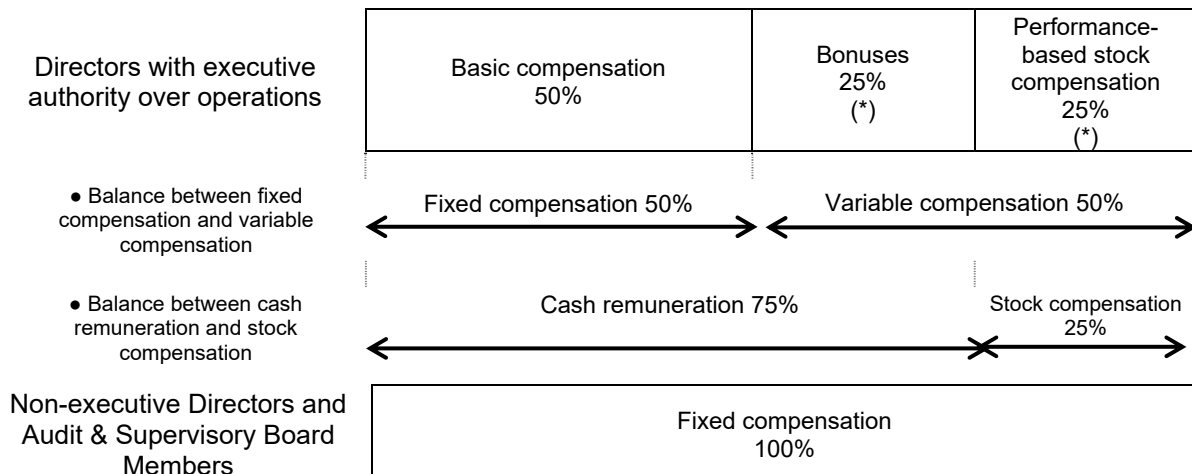 Directors with executive
authority over operations
Basic compensation
50%
Bonuses
25%
(*)
Performance-
based stock
compensation
25%
(*)
● Balance between fixed
compensation and variable
compensation
Fixed compensation 50%
Variable compensation 50%
● Balance between cash
remuneration and stock
compensation
Cash remuneration 75%
Stock compensation
25%
Non-executive Directors and
Audit & Supervisory Board
Members
Fixed compensation
100%